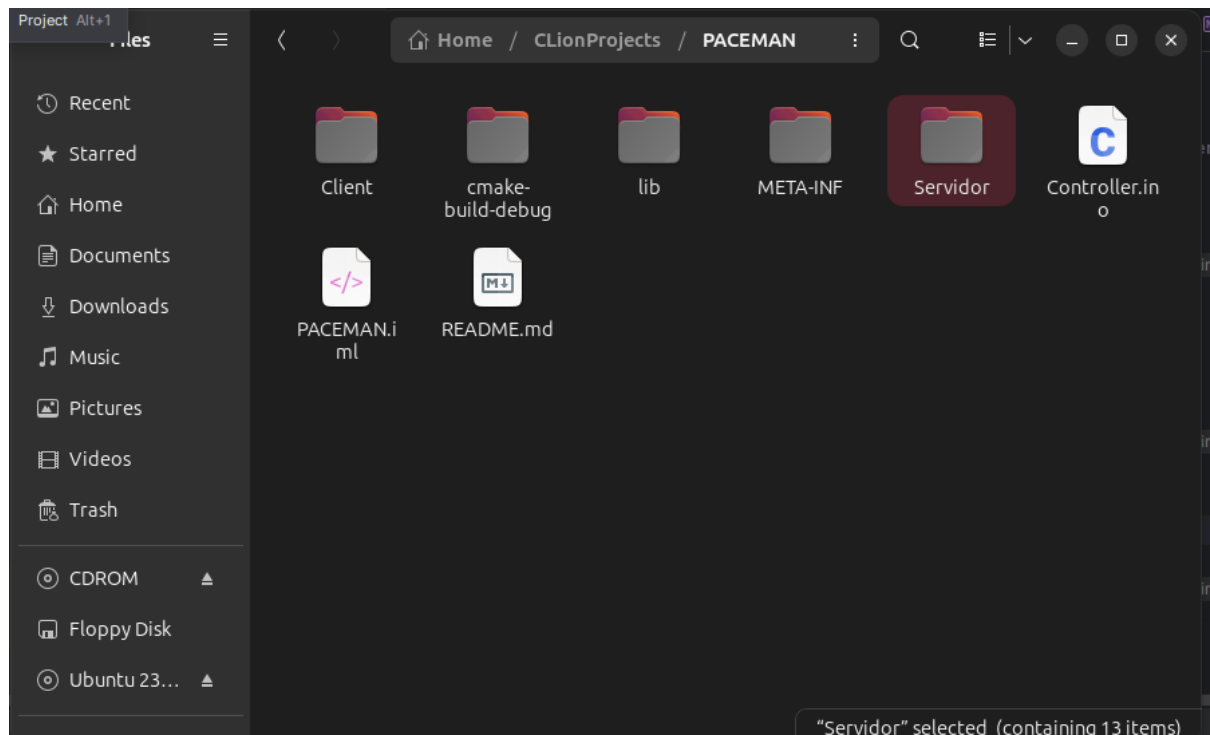 Project Alt+1
Files
Home / CLionProjects / PACEMAN
Recent
Starred
Home
Documents
Downloads
Music
Pictures
Videos
Trash
CDROM
Floppy Disk
Ubuntu 23...
Client
cmake-
build-debug
lib
META-INF
Servidor
C
Controller.in
o
</>
PACEMAN.i
ml
M↓
README.md
“Servidor” selected (containing 13 items)